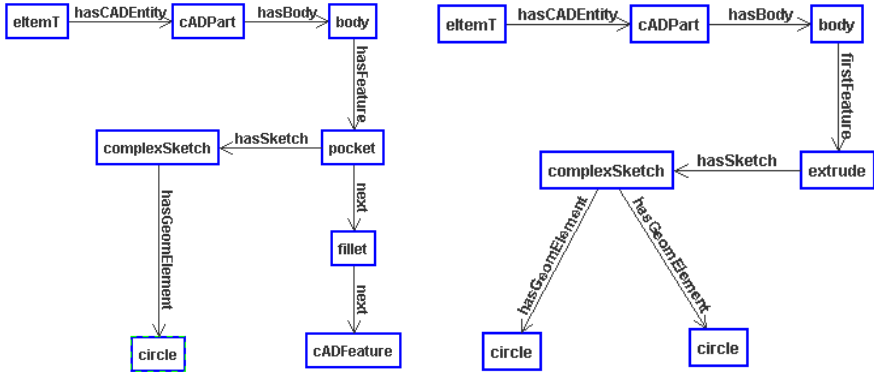 eItemT
hasCADEntity
cADPart
hasBody
body
hasFeature
complexSketch
hasSketch
pocket
hasGeomElement
next
fillet
next
circle
cADFeature
eItemT
hasCADEntity
cADPart
hasBody
body
firstFeature
complexSketch
hasSketch
extrude
hasGeomElement
hasGeomElement
circle
circle